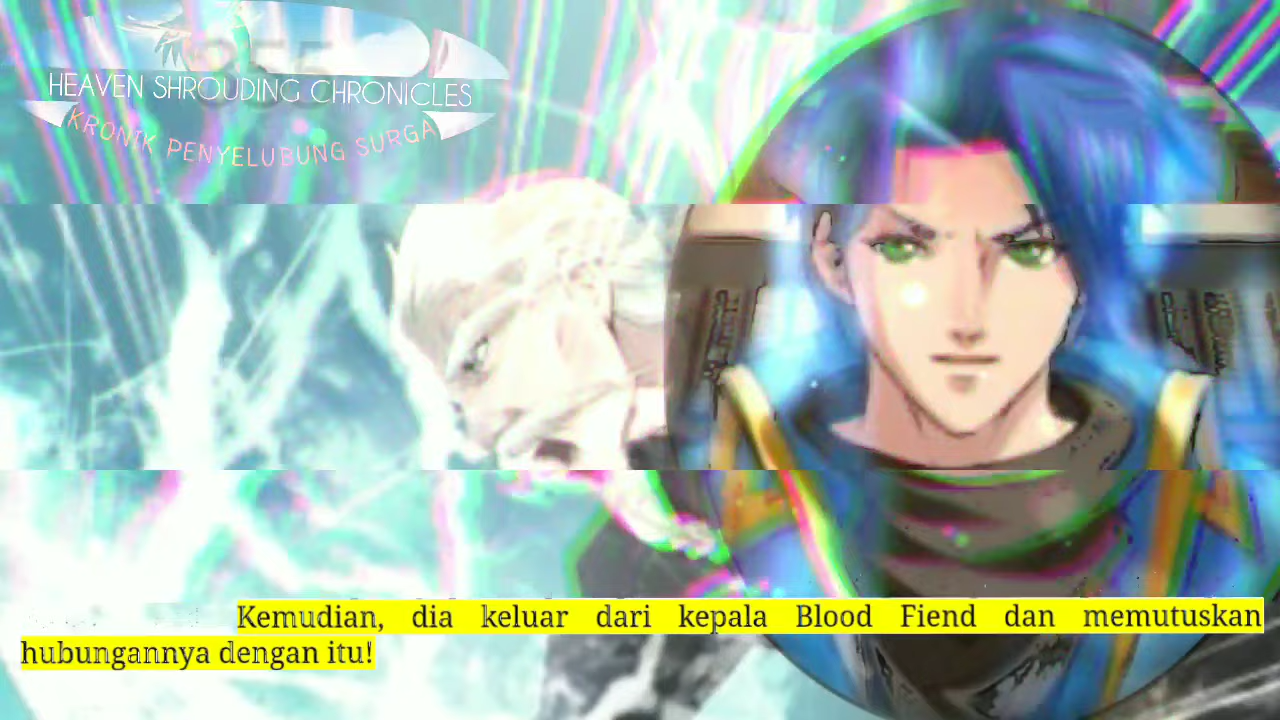 HEAVEN SHROUDING CHRONICLES
KRONIK PENYELUBUNG SURGA
Kemudian, dia keluar dari kepala Blood Fiend dan memutuskan
hubungannya dengan itu!